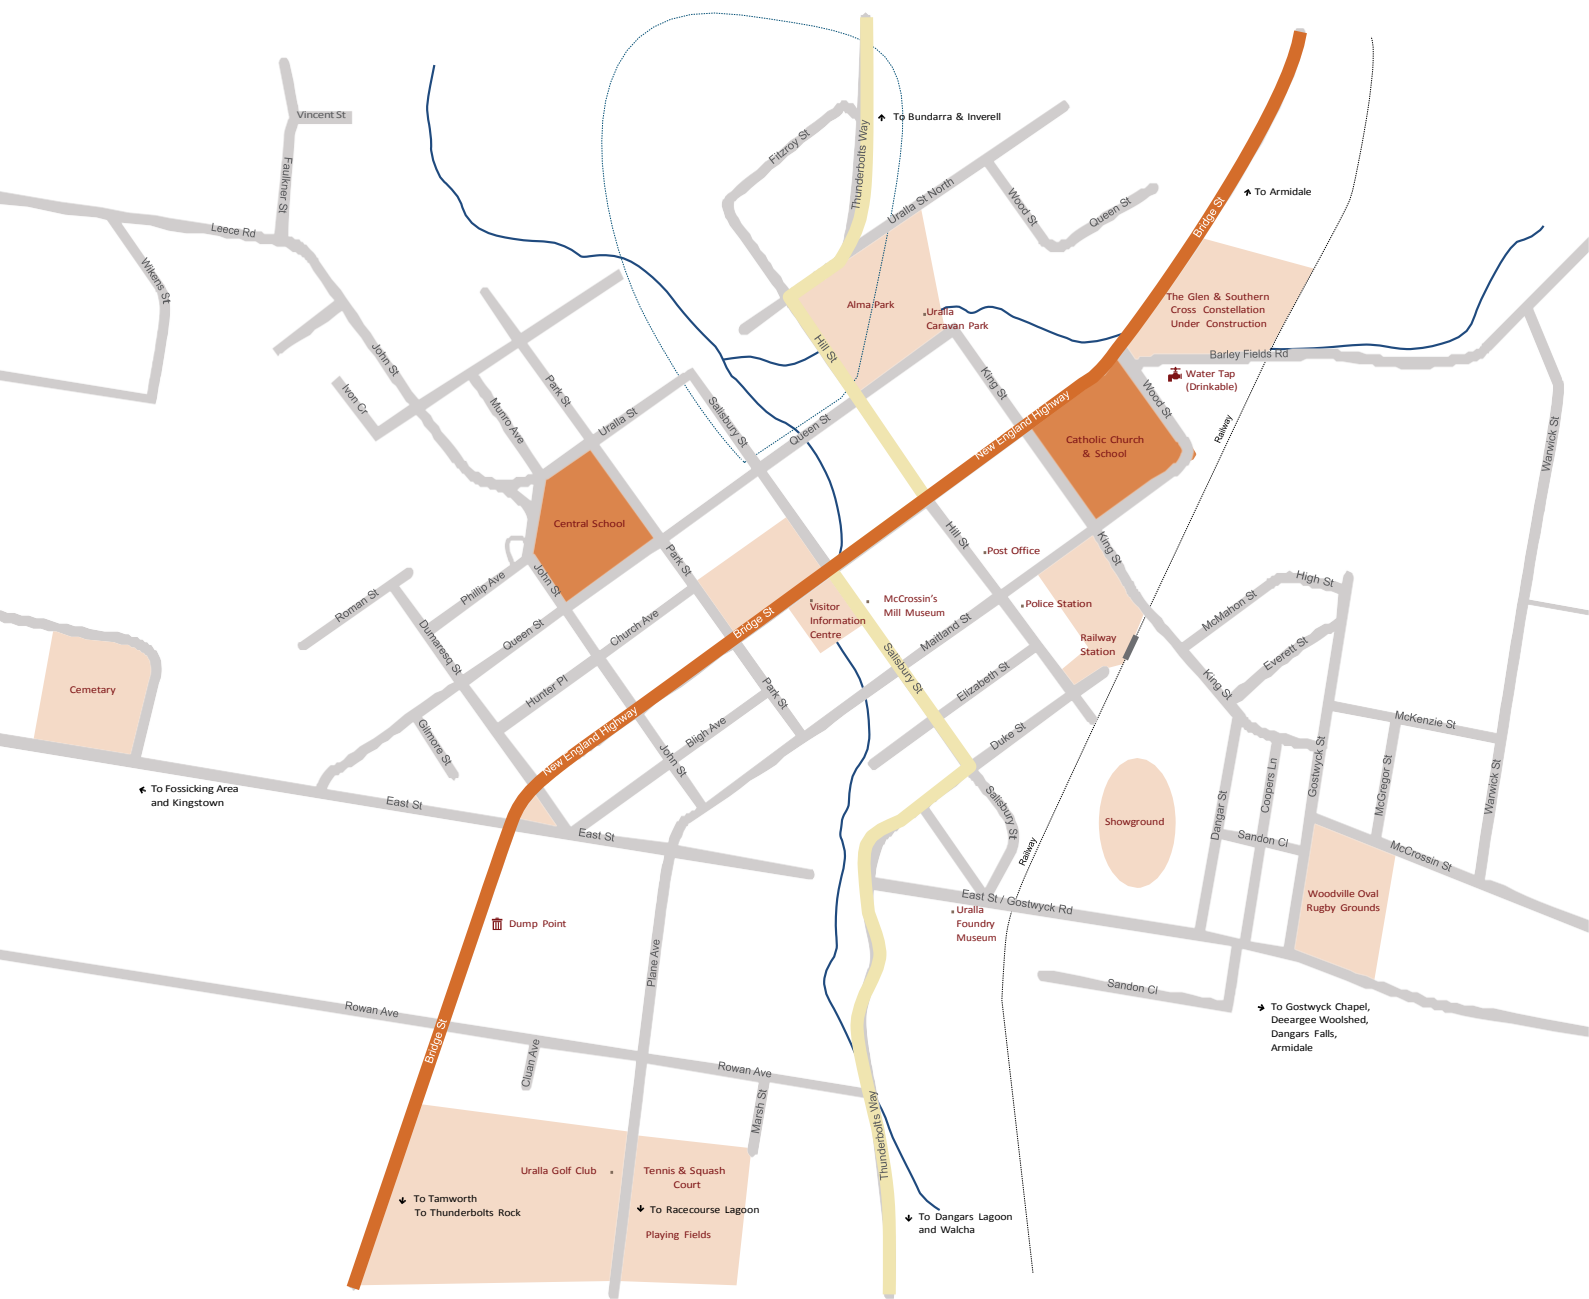 Vincent St
Faulkner St
Leece Rd
Wikens St
John St
Ivon Cr
Munro Ave
Park St
Uralla St
Salisbury St
Queen St
Fitzroy St
Thunderbolts Way
To Bundarra & Inverell
Uralla St North
Wood St
Queen St
Bridge St
To Armidale
Alma Park
Uralla
Caravan Park
The Glen & Southern
Cross Constellation
Under Construction
Barley Fields Rd
Water Tap
(Drinkable)
Hill St
King St
Wood St
Railway
New England Highway
Catholic Church
& School
Warwick St
Central School
John St
Park St
Phillip Ave
Roman St
Dumaresq St
Queen St
Church Ave
Hunter Pl
Gilmore St
Bridge St
Visitor
Information
Centre
McCrossin's
Mill Museum
Hill St
Post Office
Police Station
King St
Railway
Station
Maitland St
Elizabeth St
Salisbury St
Duke St
Park St
Bligh Ave
John St
New England Highway
High St
McMahon St
Everett St
King St
McKenzie St
Gostwyck St
McGregor St
Coopers Ln
Dangar St
Sandon Cl
Warwick St
McCrossin St
Cemetary
To Fossicking Area
and Kingstown
East St
East St
Salisbury St
Railway
Showground
East St / Gostwyck Rd
Uralla
Foundry
Museum
Woodville Oval
Rugby Grounds
Dump Point
Plane Ave
Sandon Cl
To Gostwyck Chapel,
Deeargee Woolshed,
Dangars Falls,
Armidale
Rowan Ave
Bridge St
Cluan Ave
Rowan Ave
Marsh St
Thunderbolts Way
Uralla Golf Club
Tennis & Squash
Court
To Tamworth
To Thunderbolts Rock
To Racecourse Lagoon
Playing Fields
To Dangars Lagoon
and Walcha